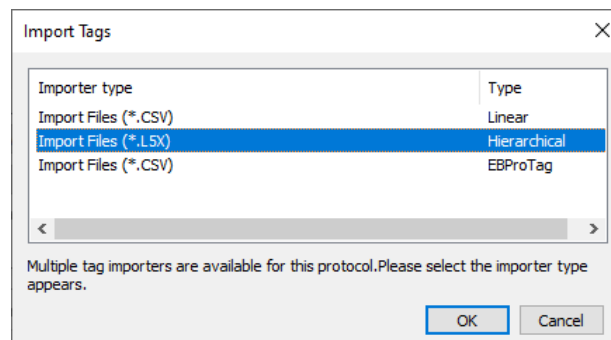 Import Tags
Importer type Type
Import Files (*.CSV) Linear
Import Files (*.L5X) Hierarchical
Import Files (*.CSV) EBProTag
Multiple tag importers are available for this protocol.Please select the importer type
appears.
OK Cancel